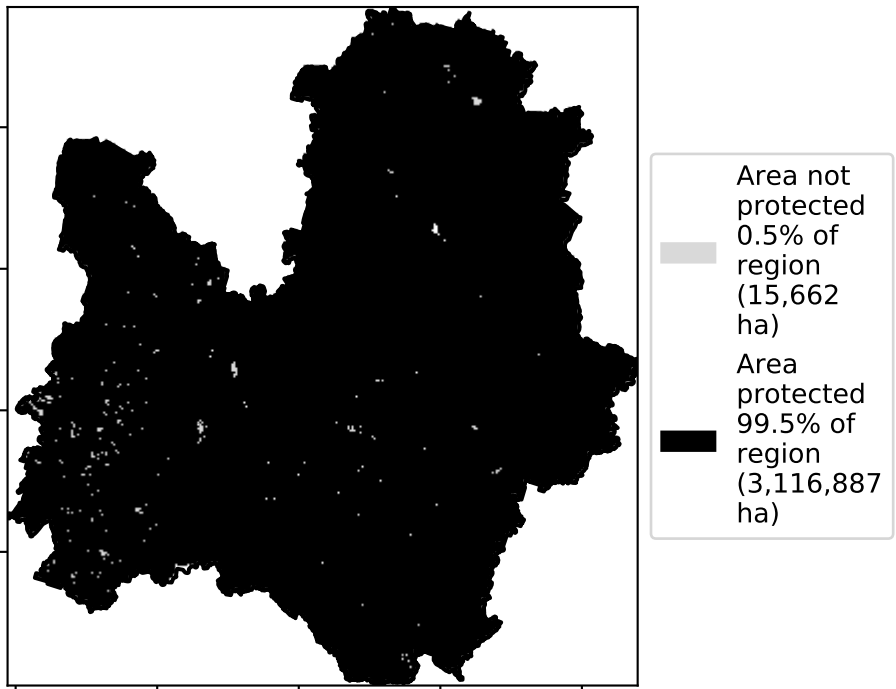 Area not
protected
0.5% of
region
(15,662
ha)
Area
protected
99.5% of
region
(3,116,887
ha)